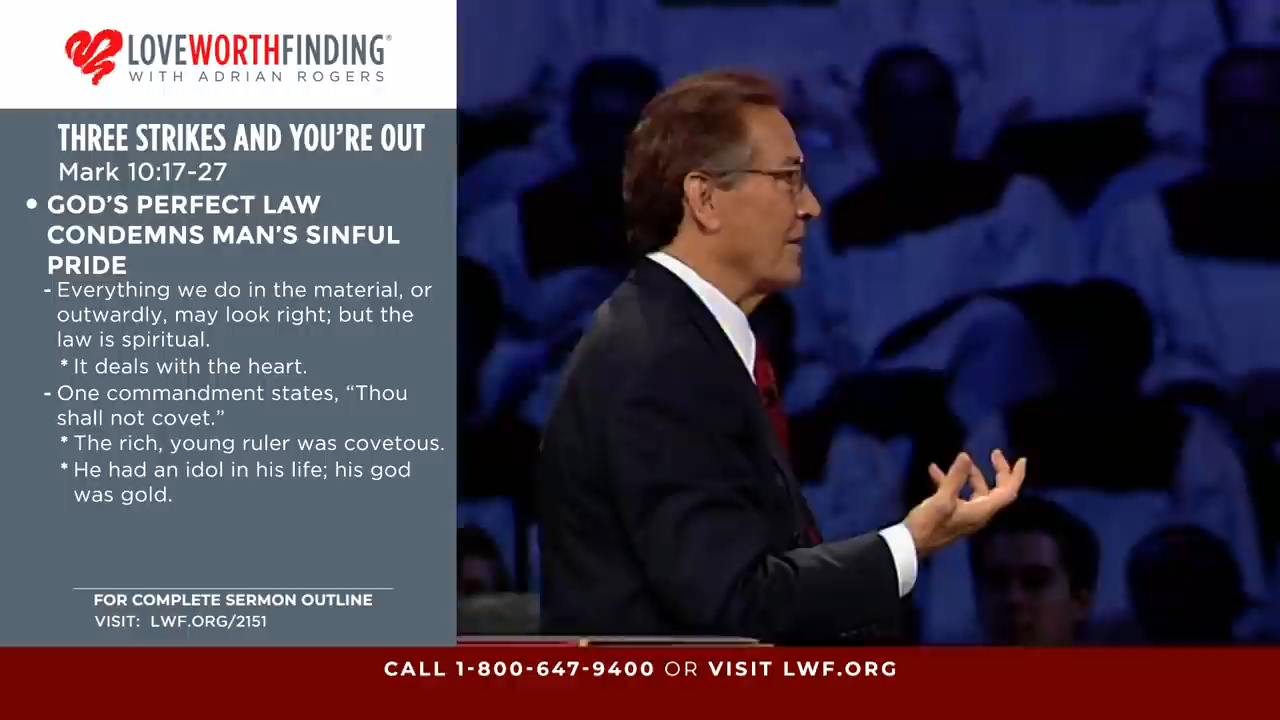 LOVEWORTHFINDING®
WITH ADRIAN ROGERS
THREE STRIKES AND YOU'RE OUT
Mark 10:17-27
• GOD'S PERFECT LAW
CONDEMNS MAN'S SINFUL
PRIDE
- Everything we do in the material, or
outwardly, may look right; but the
law is spiritual.
* It deals with the heart.
- One commandment states, “Thou
shall not covet.”
* The rich, young ruler was covetous.
* He had an idol in his life; his god
was gold.
FOR COMPLETE SERMON OUTLINE
VISIT: LWF.ORG/2151
CALL 1-800-647-9400 OR VISIT LWF.ORG